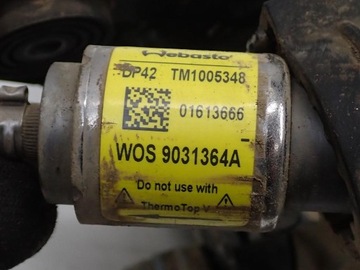 Webasto
DP42 TM1005348
01613666
WOS 9031364A
Do not use with
ThermoTop V